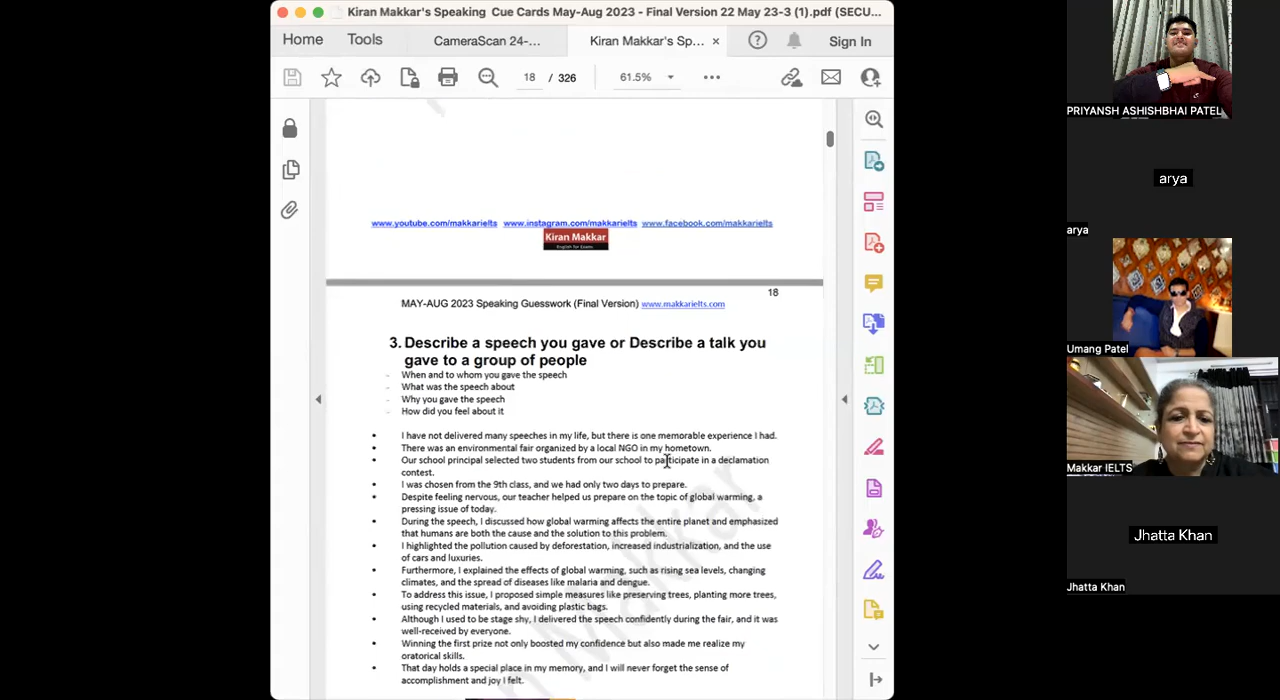 Kiran Makkar's Speaking Cue Cards May-Aug 2023 - Final Version 22 May 23-3 (1).pdf (SECU...
Home
Tools
CameraScan 24-...
Kiran Makkar's Sp... ×
?
Sign In
18 / 326
61.5%
www.youtube.com/makkarielts www.instagram.com/makkarielts www.facebook.com/makkarielts
Kiran Makkar
English for Exams
18
MAY-AUG 2023 Speaking Guesswork (Final Version) www.makkarielts.com
3. Describe a speech you gave or Describe a talk you
gave to a group of people
- When and to whom you gave the speech
- What was the speech about
- Why you gave the speech
- How did you feel about it
• I have not delivered many speeches in my life, but there is one memorable experience I had.
• There was an environmental fair organized by a local NGO in my hometown.
• Our school principal selected two students from our school to participate in a declamation
contest.
• I was chosen from the 9th class, and we had only two days to prepare.
• Despite feeling nervous, our teacher helped us prepare on the topic of global warming, a
pressing issue of today.
• During the speech, I discussed how global warming affects the entire planet and emphasized
that humans are both the cause and the solution to this problem.
• I highlighted the pollution caused by deforestation, increased industrialization, and the use
of cars and luxuries.
• Furthermore, I explained the effects of global warming, such as rising sea levels, changing
climates, and the spread of diseases like malaria and dengue.
• To address this issue, I proposed simple measures like preserving trees, planting more trees,
using recycled materials, and avoiding plastic bags.
• Although I used to be stage shy, I delivered the speech confidently during the fair, and it was
well-received by everyone.
• Winning the first prize not only boosted my confidence but also made me realize my
oratorical skills.
• That day holds a special place in my memory, and I will never forget the sense of
accomplishment and joy I felt.
Makkar
PRIYANSH ASHISHBHAI PATEL
arya
arya
Umang Patel
Makkar IELTS
Jhatta Khan
Jhatta Khan